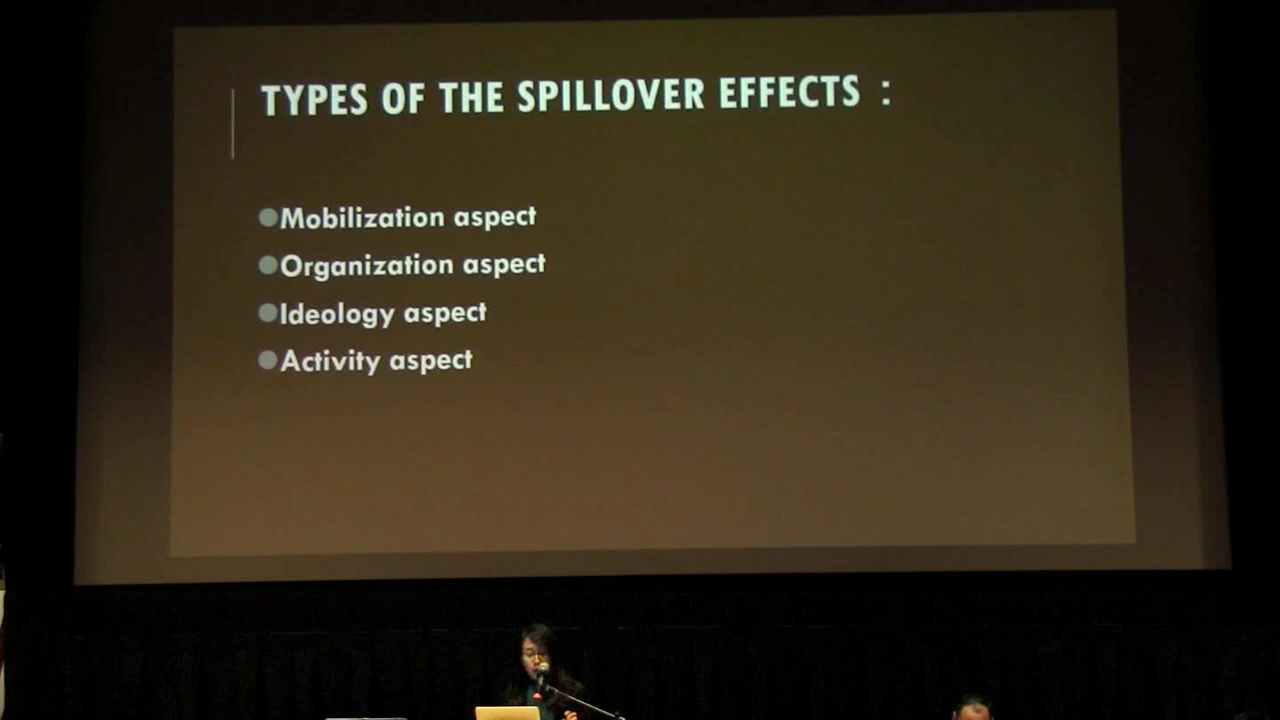 TYPES OF THE SPILLOVER EFFECTS :
Mobilization aspect
Organization aspect
Ideology aspect
Activity aspect